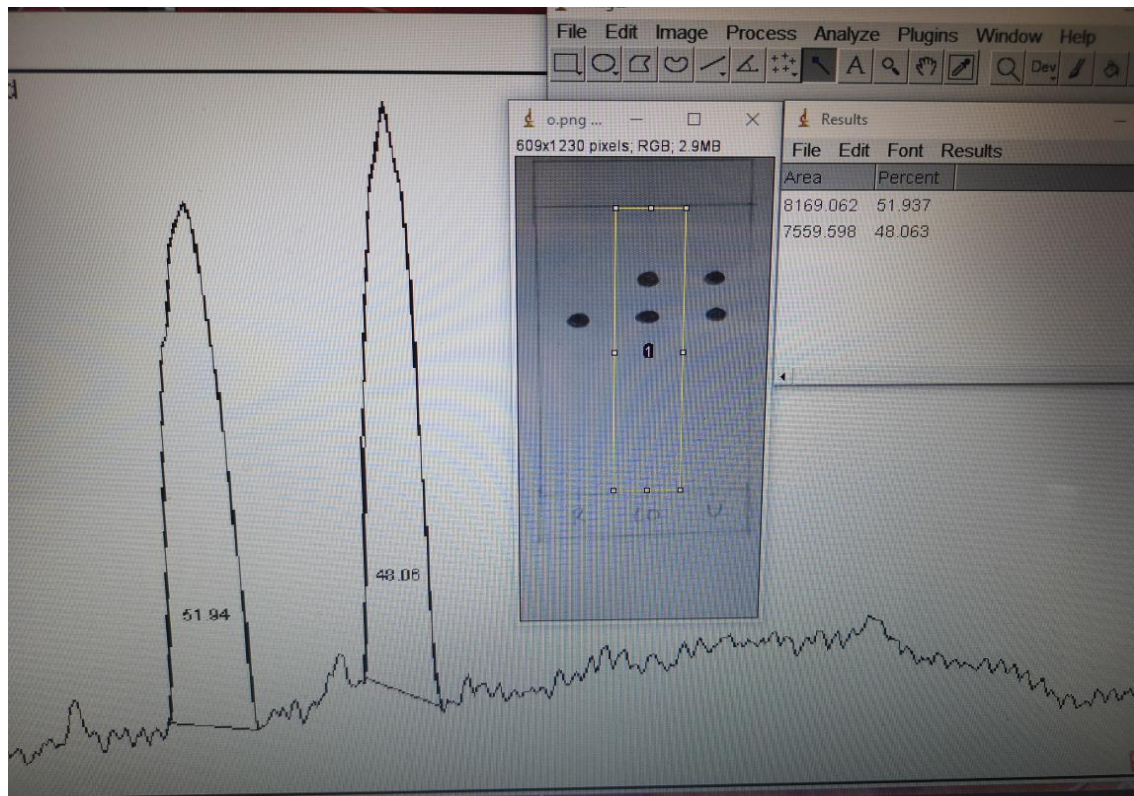 File Edit Image Process Analyze Plugins Window Help
Dev
o.png ...
609x1230 pixels; RGB; 2.9MB
Results
File Edit Font Results
Area Percent
8169.062 51.937
7559.598 48.063
1
R CO U
51.94
48.06